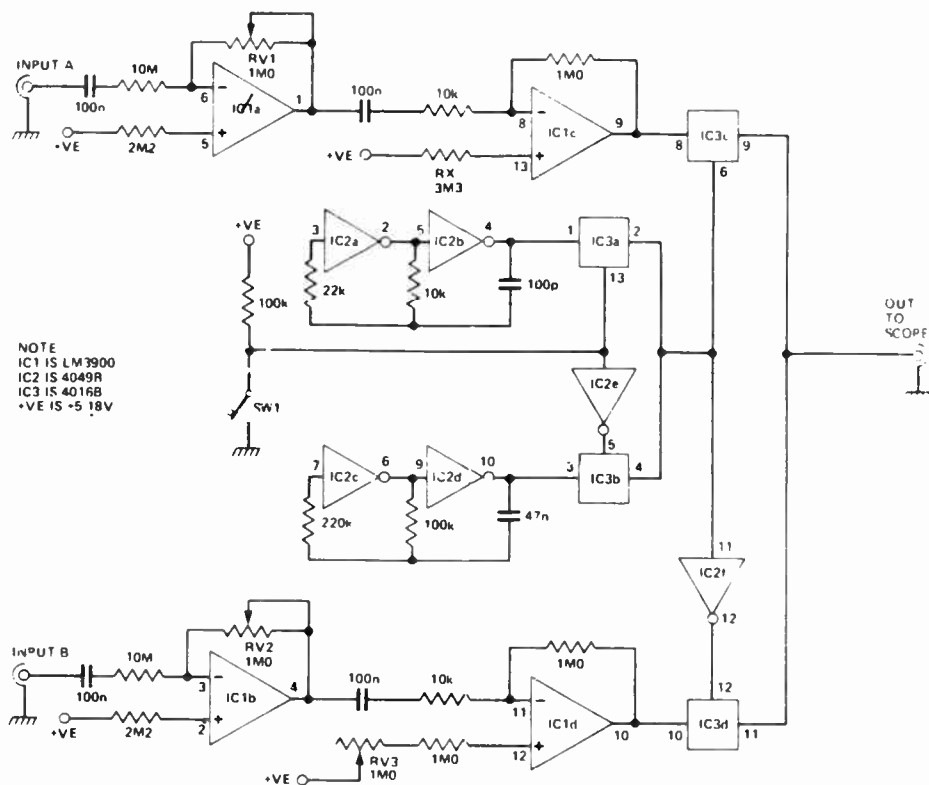 INPUT A
100n
10M
RV1
1M0
6
5
IC1a
1
+VE
2M2
100n
10k
1M0
8
13
IC1c
9
+VE
RX
3M3
8
IC3c
9
6
+VE
100k
3
IC2a
2
5
IC2b
4
22k
10k
100p
1
IC3a
2
13
OUT
TO
SCOPE
NOTE
IC1 IS LM3900
IC2 IS 4049B
IC3 IS 4016B
+VE IS +5 18V
SW1
IC2e
5
7
IC2c
6
9
IC2d
10
3
IC3b
4
220k
100k
47n
11
IC2f
12
INPUT B
100n
10M
RV2
1M0
3
2
IC1b
4
+VE
2M2
100n
10k
1M0
11
12
IC1d
10
+VE
RV3
1M0
1M0
12
10
IC3d
11